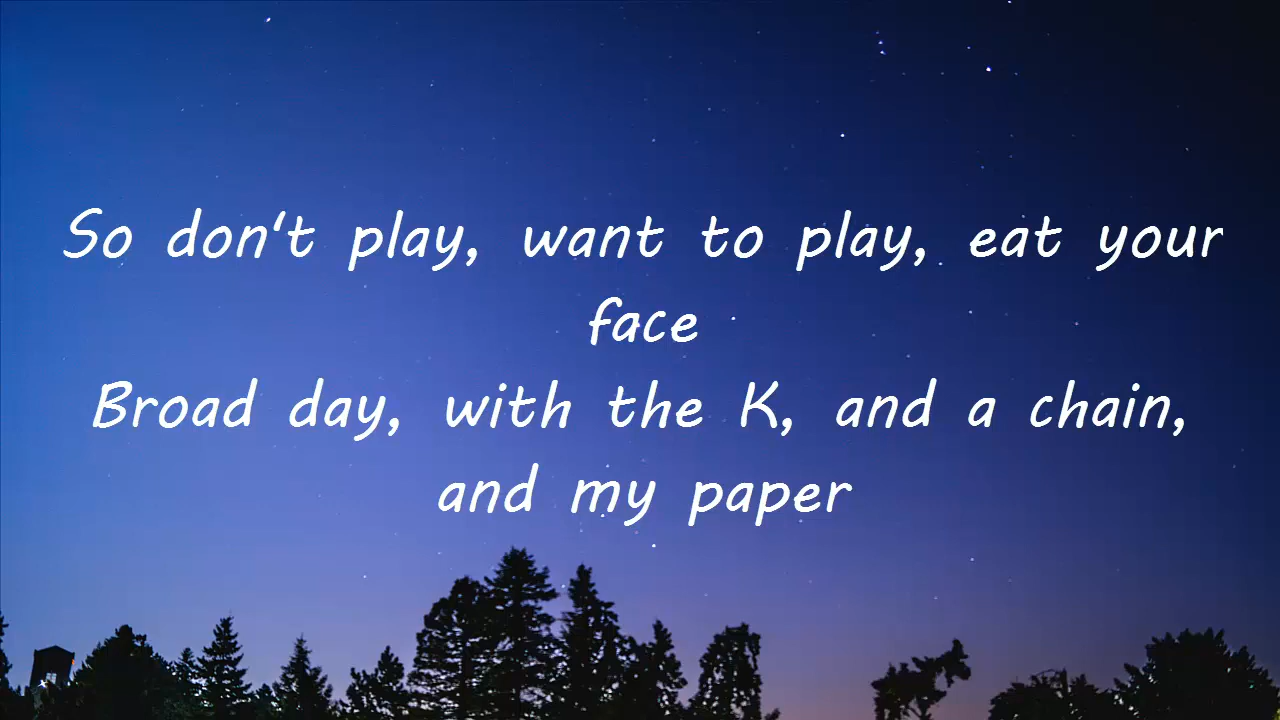 So don't play, want to play, eat your
face
Broad day, with the K, and a chain,
and my paper